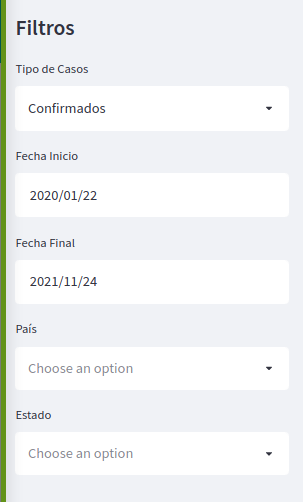 Filtros
Tipo de Casos
Confirmados
Fecha Inicio
2020/01/22
Fecha Final
2021/11/24
País
Choose an option
Estado
Choose an option